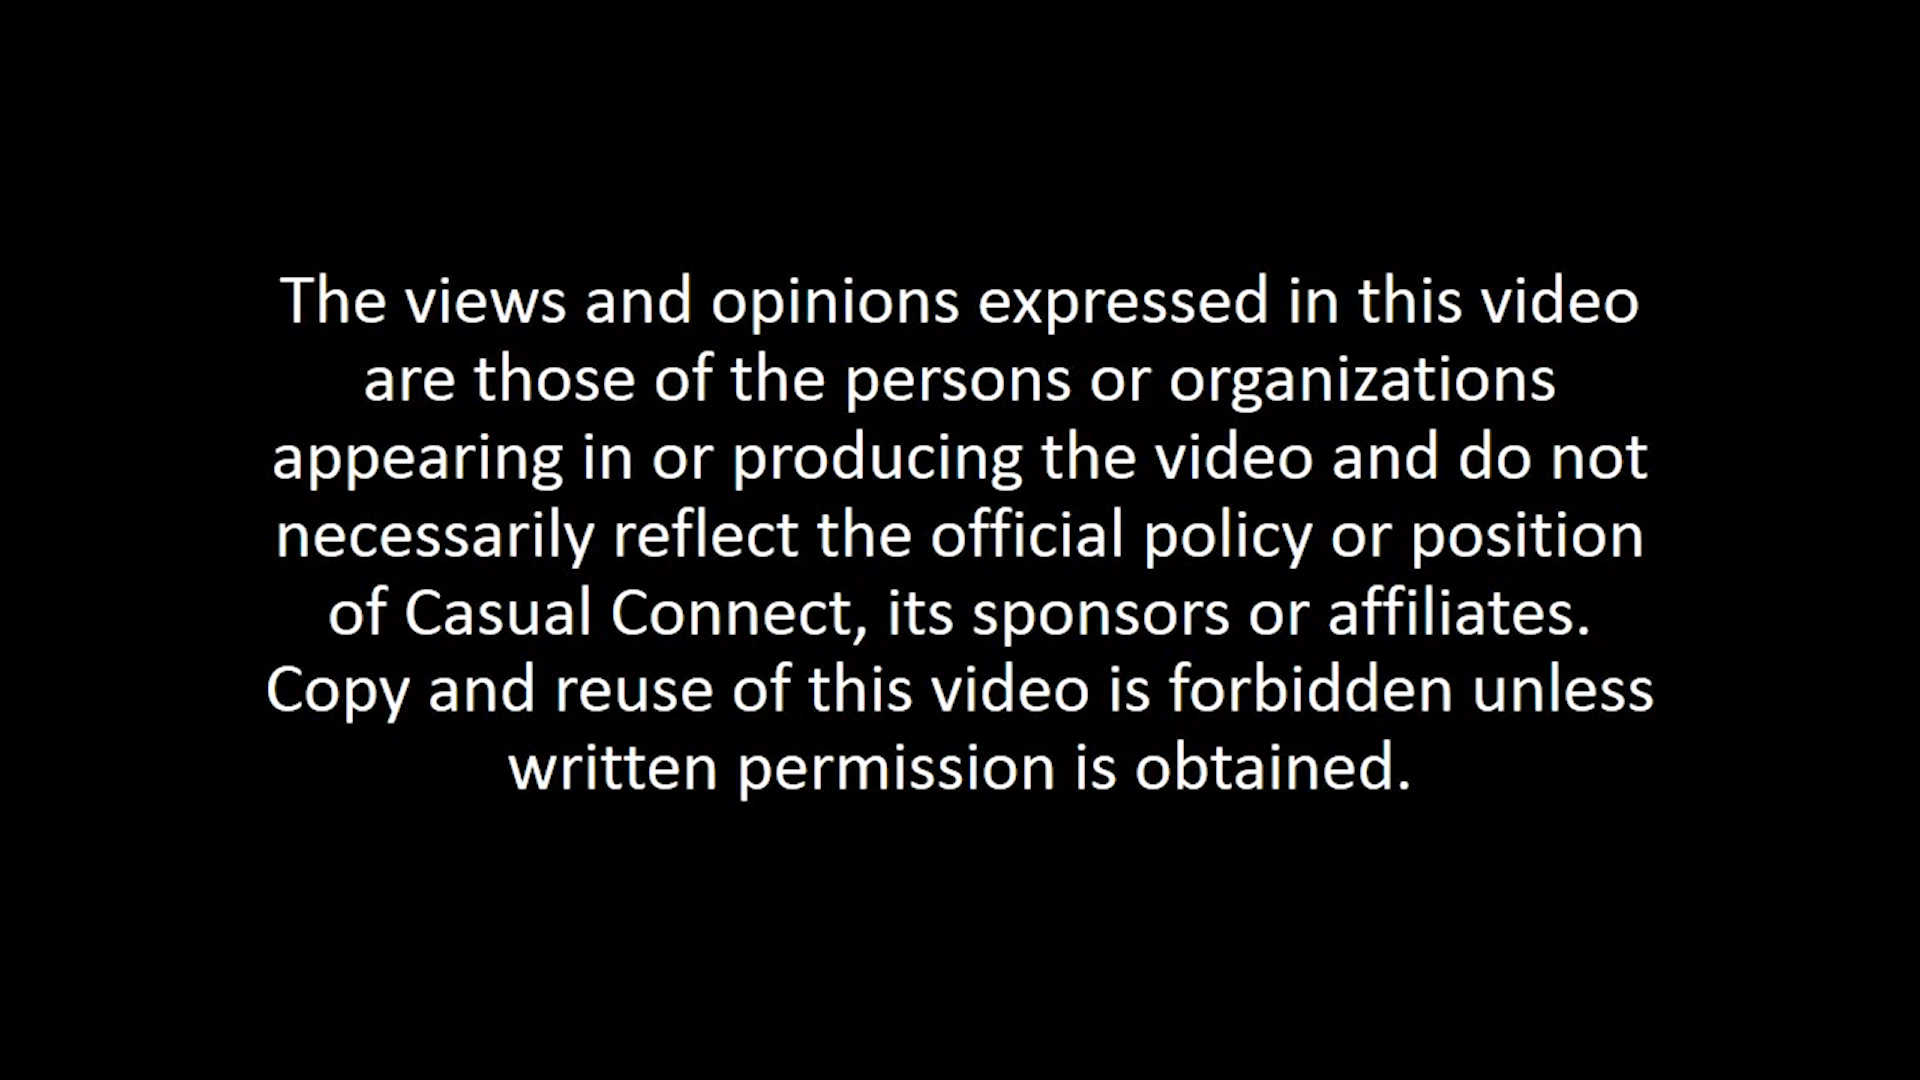 The views and opinions expressed in this video
are those of the persons or organizations
appearing in or producing the video and do not
necessarily reflect the official policy or position
of Casual Connect, its sponsors or affiliates.
Copy and reuse of this video is forbidden unless
written permission is obtained.